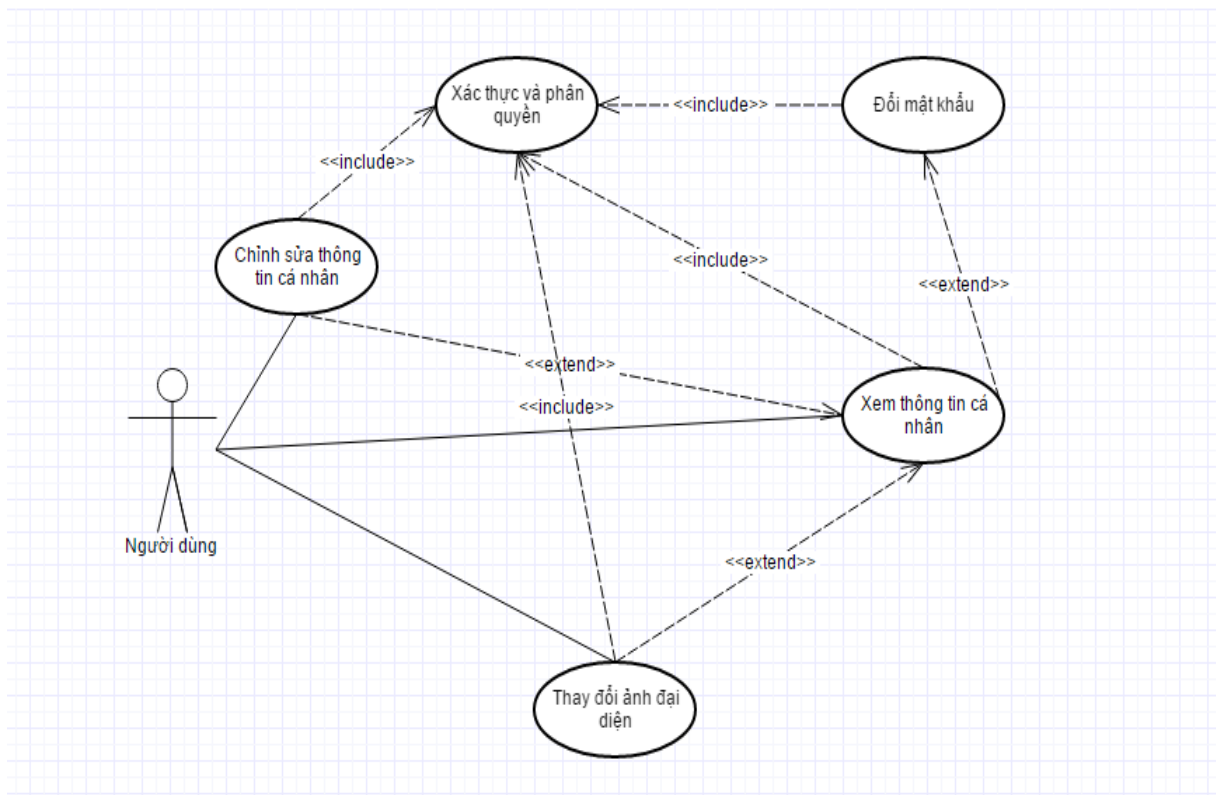 Xác thực và phân
quyền
<<include>>
Đổi mật khẩu
<<include>>
Chỉnh sửa thông
tin cá nhân
<<include>>
<<extend>>
<<extend>>
<<include>>
Xem thông tin cá
nhân
Người dùng
<<extend>>
Thay đổi ảnh đại
diện